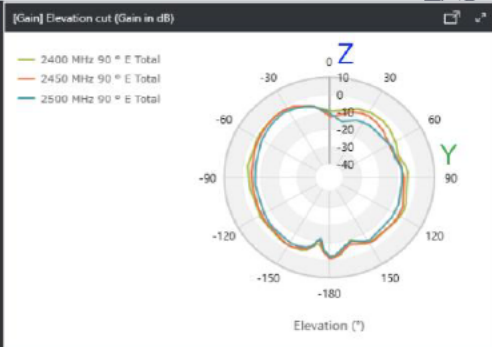 [Gain] Elevation cut (Gain in dB)
2400 MHz 90 º E Total
2450 MHz 90 º E Total
2500 MHz 90 º E Total
Z
0
10
0
-10
-20
-30
-40
-30
30
-60
60
Y
-90
90
-120
120
-150
150
-180
Elevation (°)